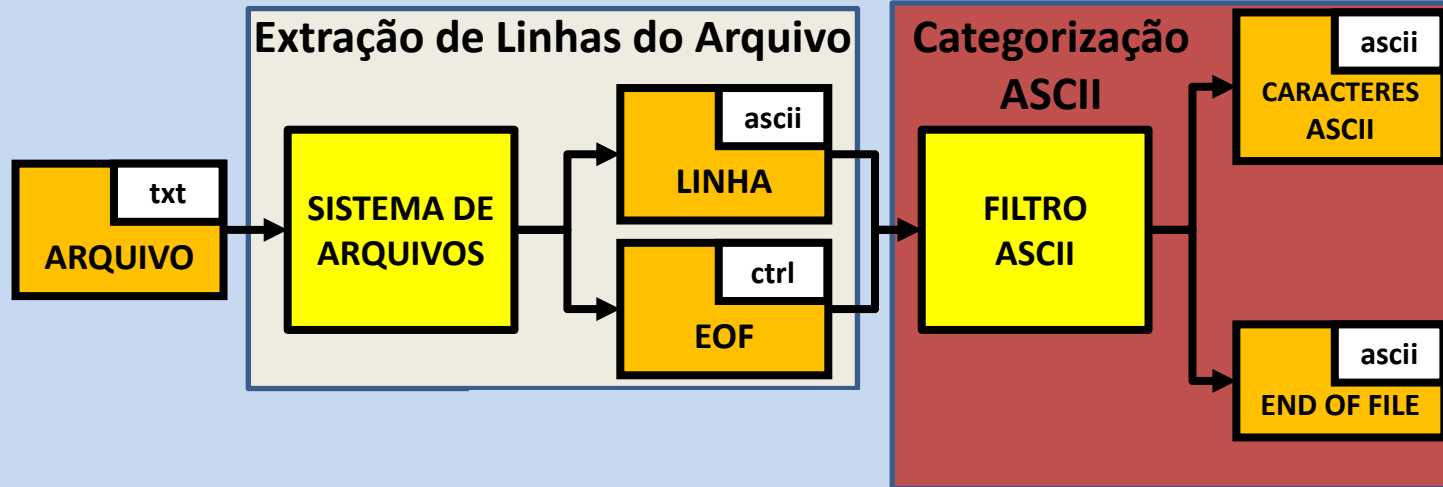 Extração de Linhas do Arquivo
txt
ARQUIVO
SISTEMA DE
ARQUIVOS
ascii
LINHA
ctrl
EOF
Categorização
ASCII
FILTRO
ASCII
ascii
CARACTERES
ASCII
ascii
END OF FILE